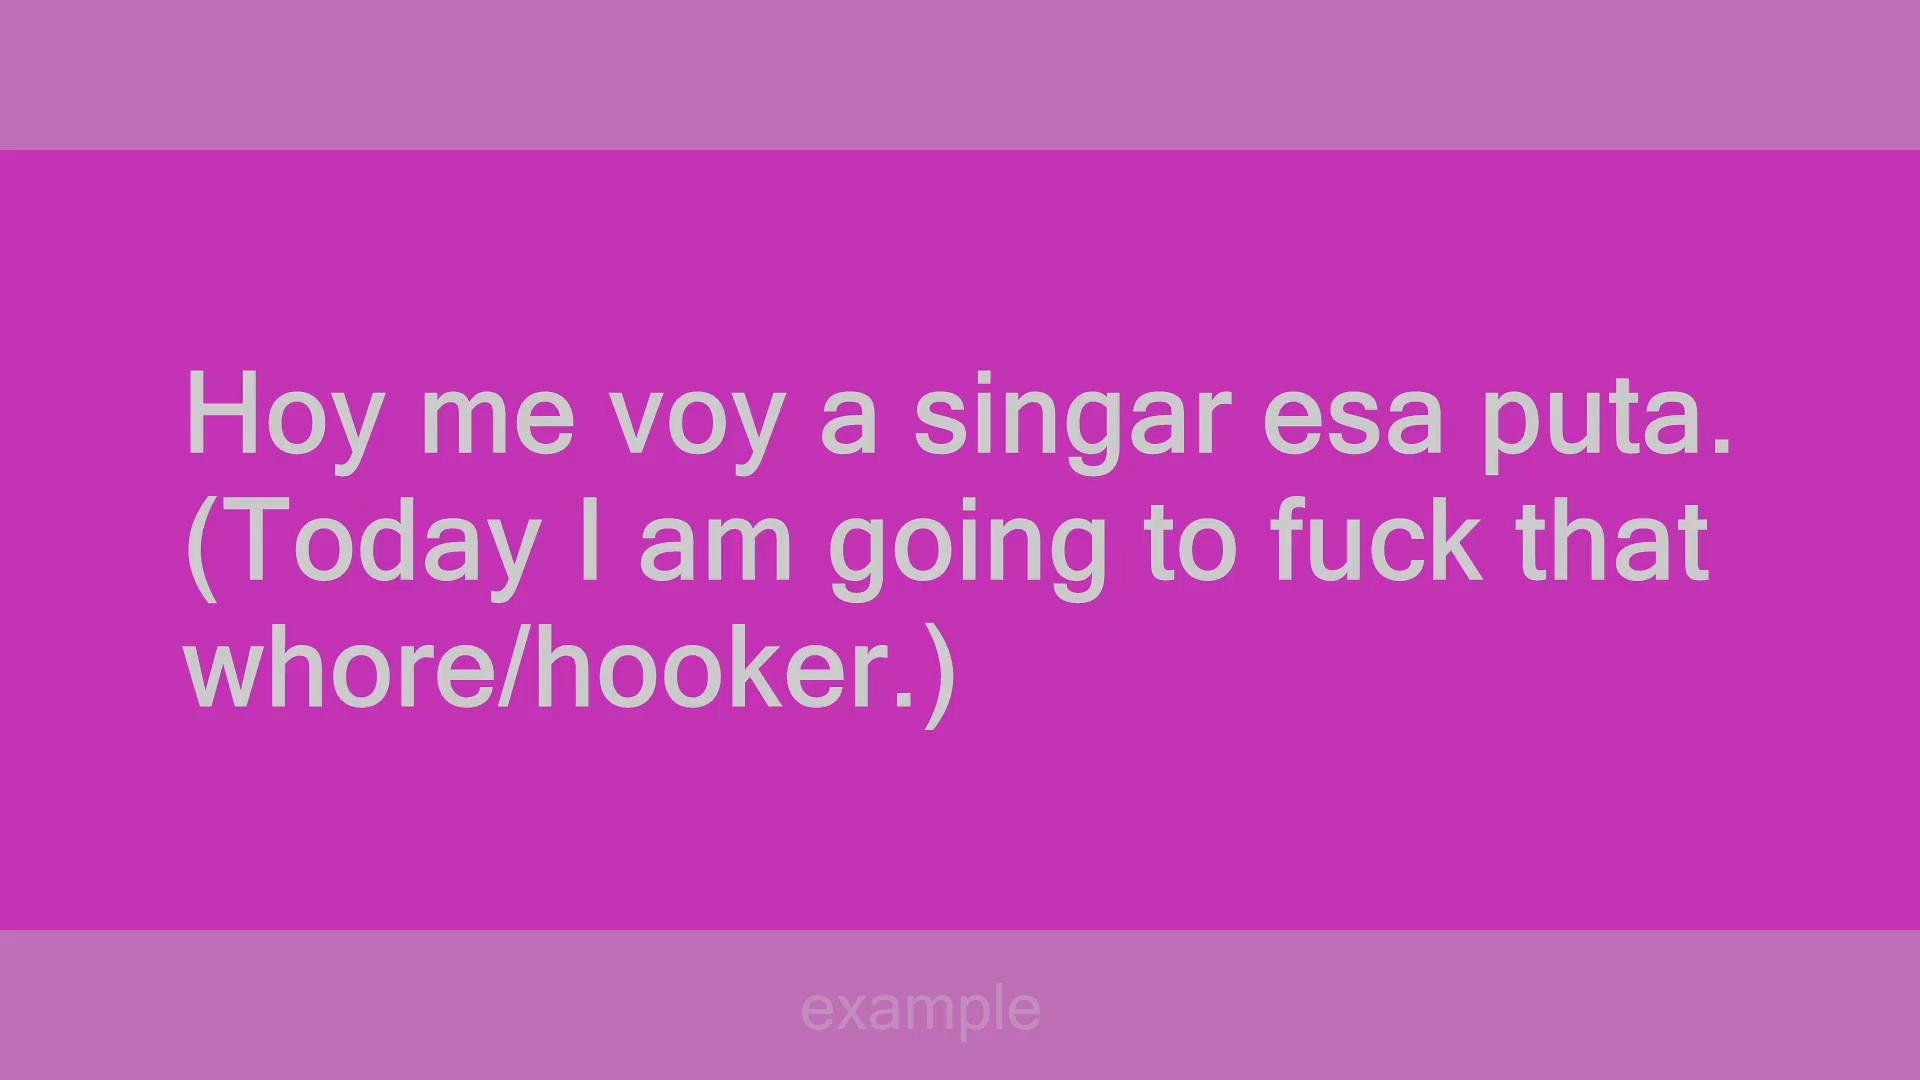 Hoy me voy a singar esa puta.
(Today I am going to fuck that
whore/hooker.)
example